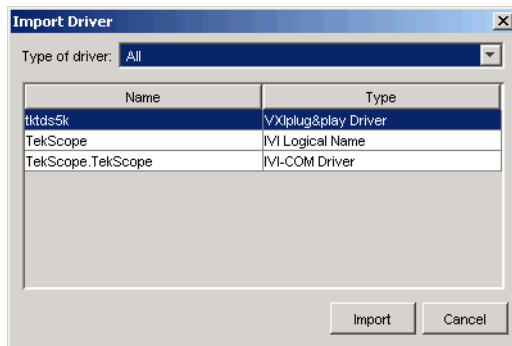 Import Driver
Type of driver: All
Name Type
tktds5k VXIplug&play Driver
TekScope IVI Logical Name
TekScope.TekScope IVI-COM Driver
Import Cancel